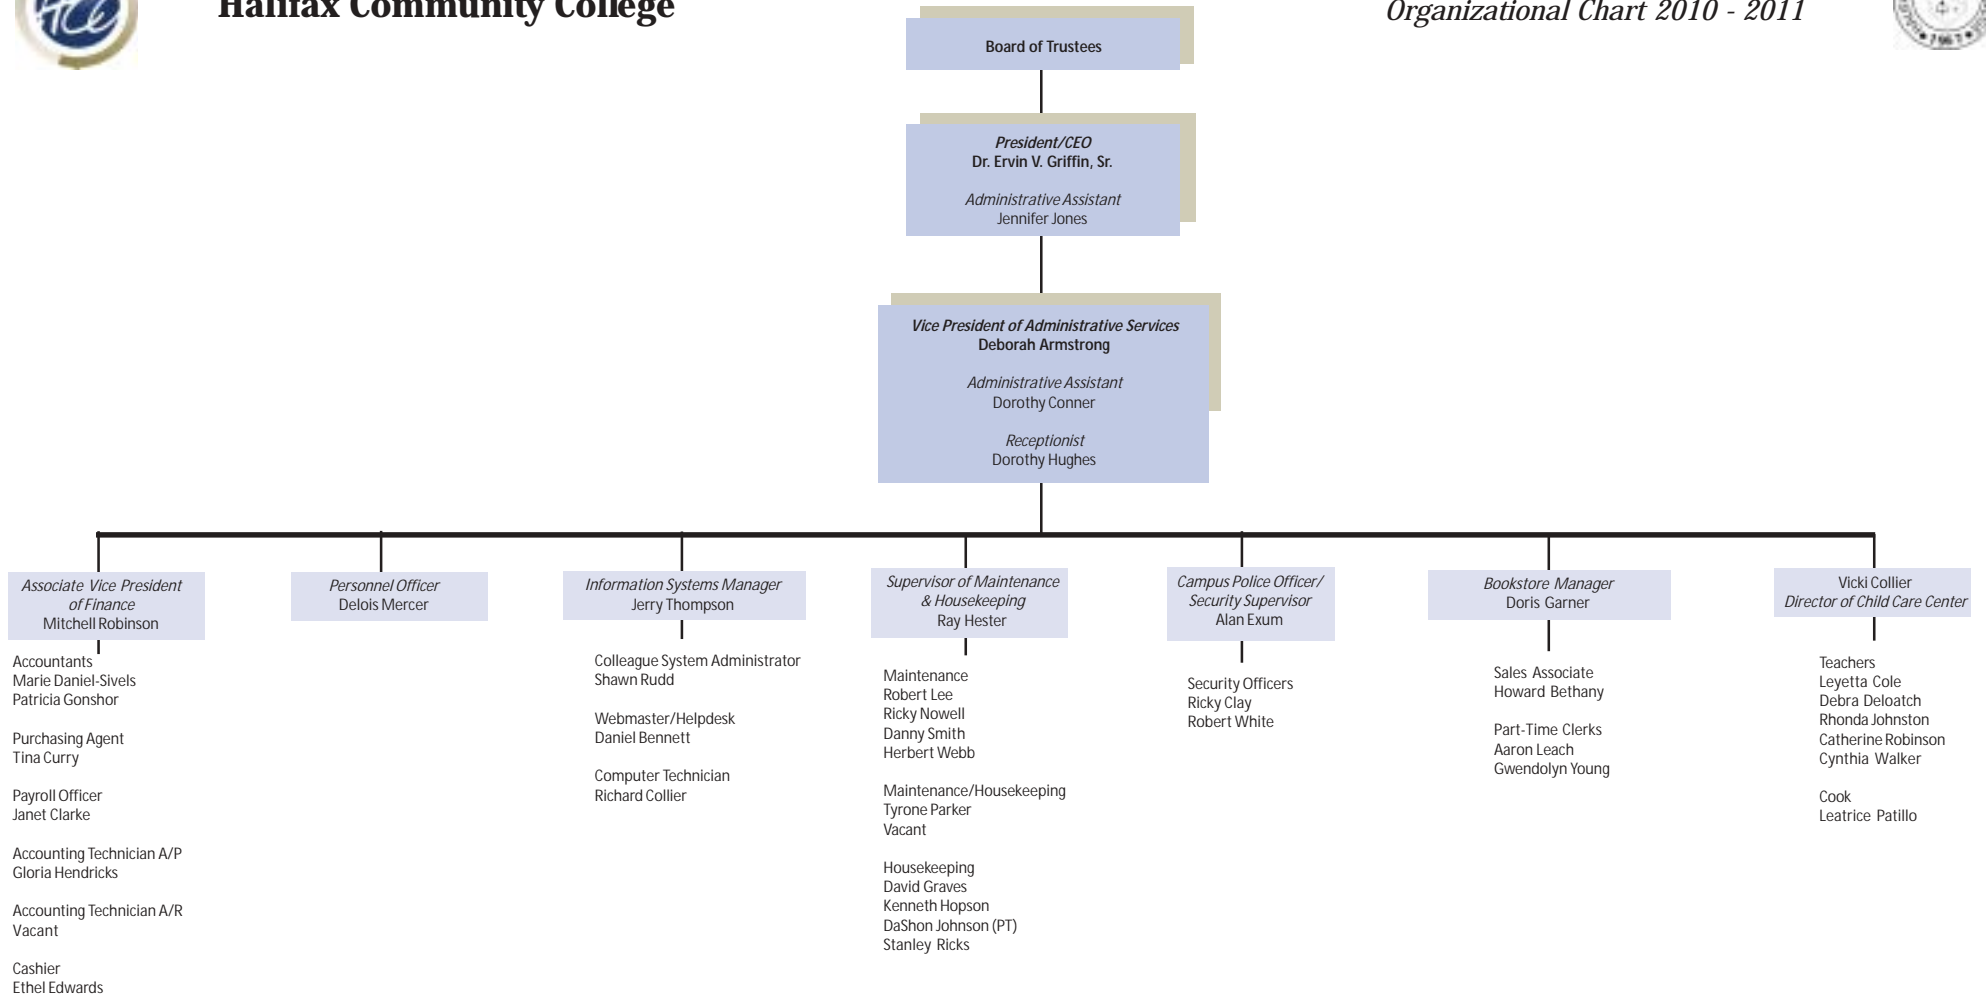 Halifax Community College
Organizational Chart 2010 - 2011
Board of Trustees
President/CEO
Dr. Ervin V. Griffin, Sr.
Administrative Assistant
Jennifer Jones
Vice President of Administrative Services
Deborah Armstrong
Administrative Assistant
Dorothy Conner
Receptionist
Dorothy Hughes
Associate Vice President
of Finance
Mitchell Robinson
Accountants
Marie Daniel-Sivels
Patricia Gonshor
Purchasing Agent
Tina Curry
Payroll Officer
Janet Clarke
Accounting Technician A/P
Gloria Hendricks
Accounting Technician A/R
Vacant
Cashier
Ethel Edwards
Personnel Officer
Delois Mercer
Information Systems Manager
Jerry Thompson
Colleague System Administrator
Shawn Rudd
Webmaster/Helpdesk
Daniel Bennett
Computer Technician
Richard Collier
Supervisor of Maintenance
& Housekeeping
Ray Hester
Maintenance
Robert Lee
Ricky Nowell
Danny Smith
Herbert Webb
Maintenance/Housekeeping
Tyrone Parker
Vacant
Housekeeping
David Graves
Kenneth Hopson
DaShon Johnson (PT)
Stanley Ricks
Campus Police Officer/
Security Supervisor
Alan Exum
Security Officers
Ricky Clay
Robert White
Bookstore Manager
Doris Garner
Sales Associate
Howard Bethany
Part-Time Clerks
Aaron Leach
Gwendolyn Young
Vicki Collier
Director of Child Care Center
Teachers
Leyetta Cole
Debra Deloatch
Rhonda Johnston
Catherine Robinson
Cynthia Walker
Cook
Leatrice Patillo